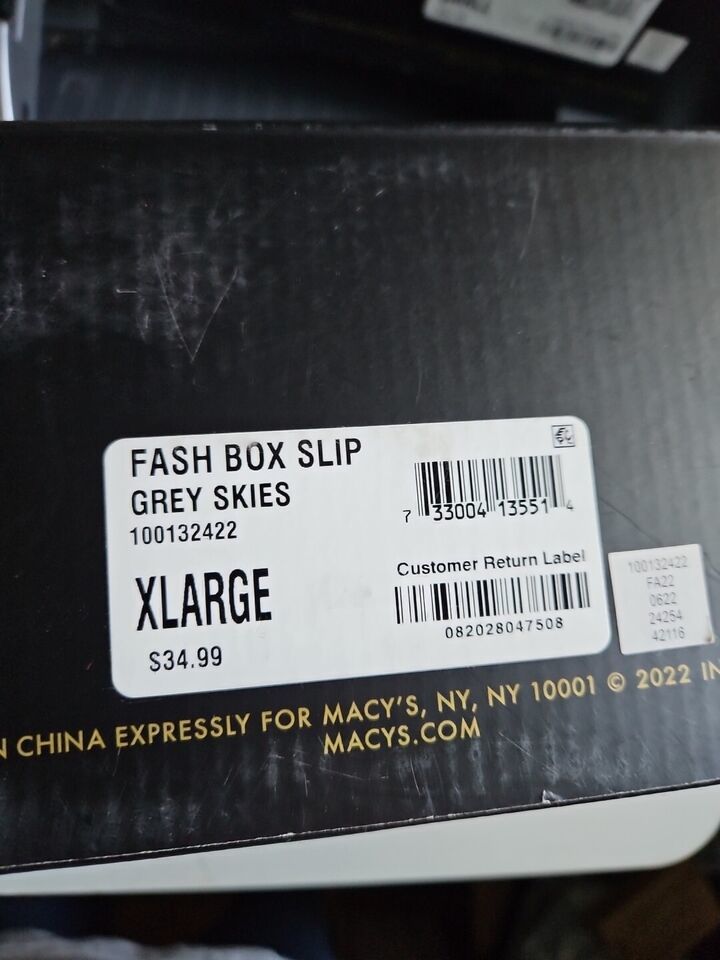 FASH BOX SLIP
GREY SKIES
100132422
XLARGE
$34.99
7 33004 13551 4
Customer Return Label
082028047508
100132422
FA22
0622
24254
42116
N CHINA EXPRESSLY FOR MACY'S, NY, NY 10001 © 2022 IN
MACYS.COM